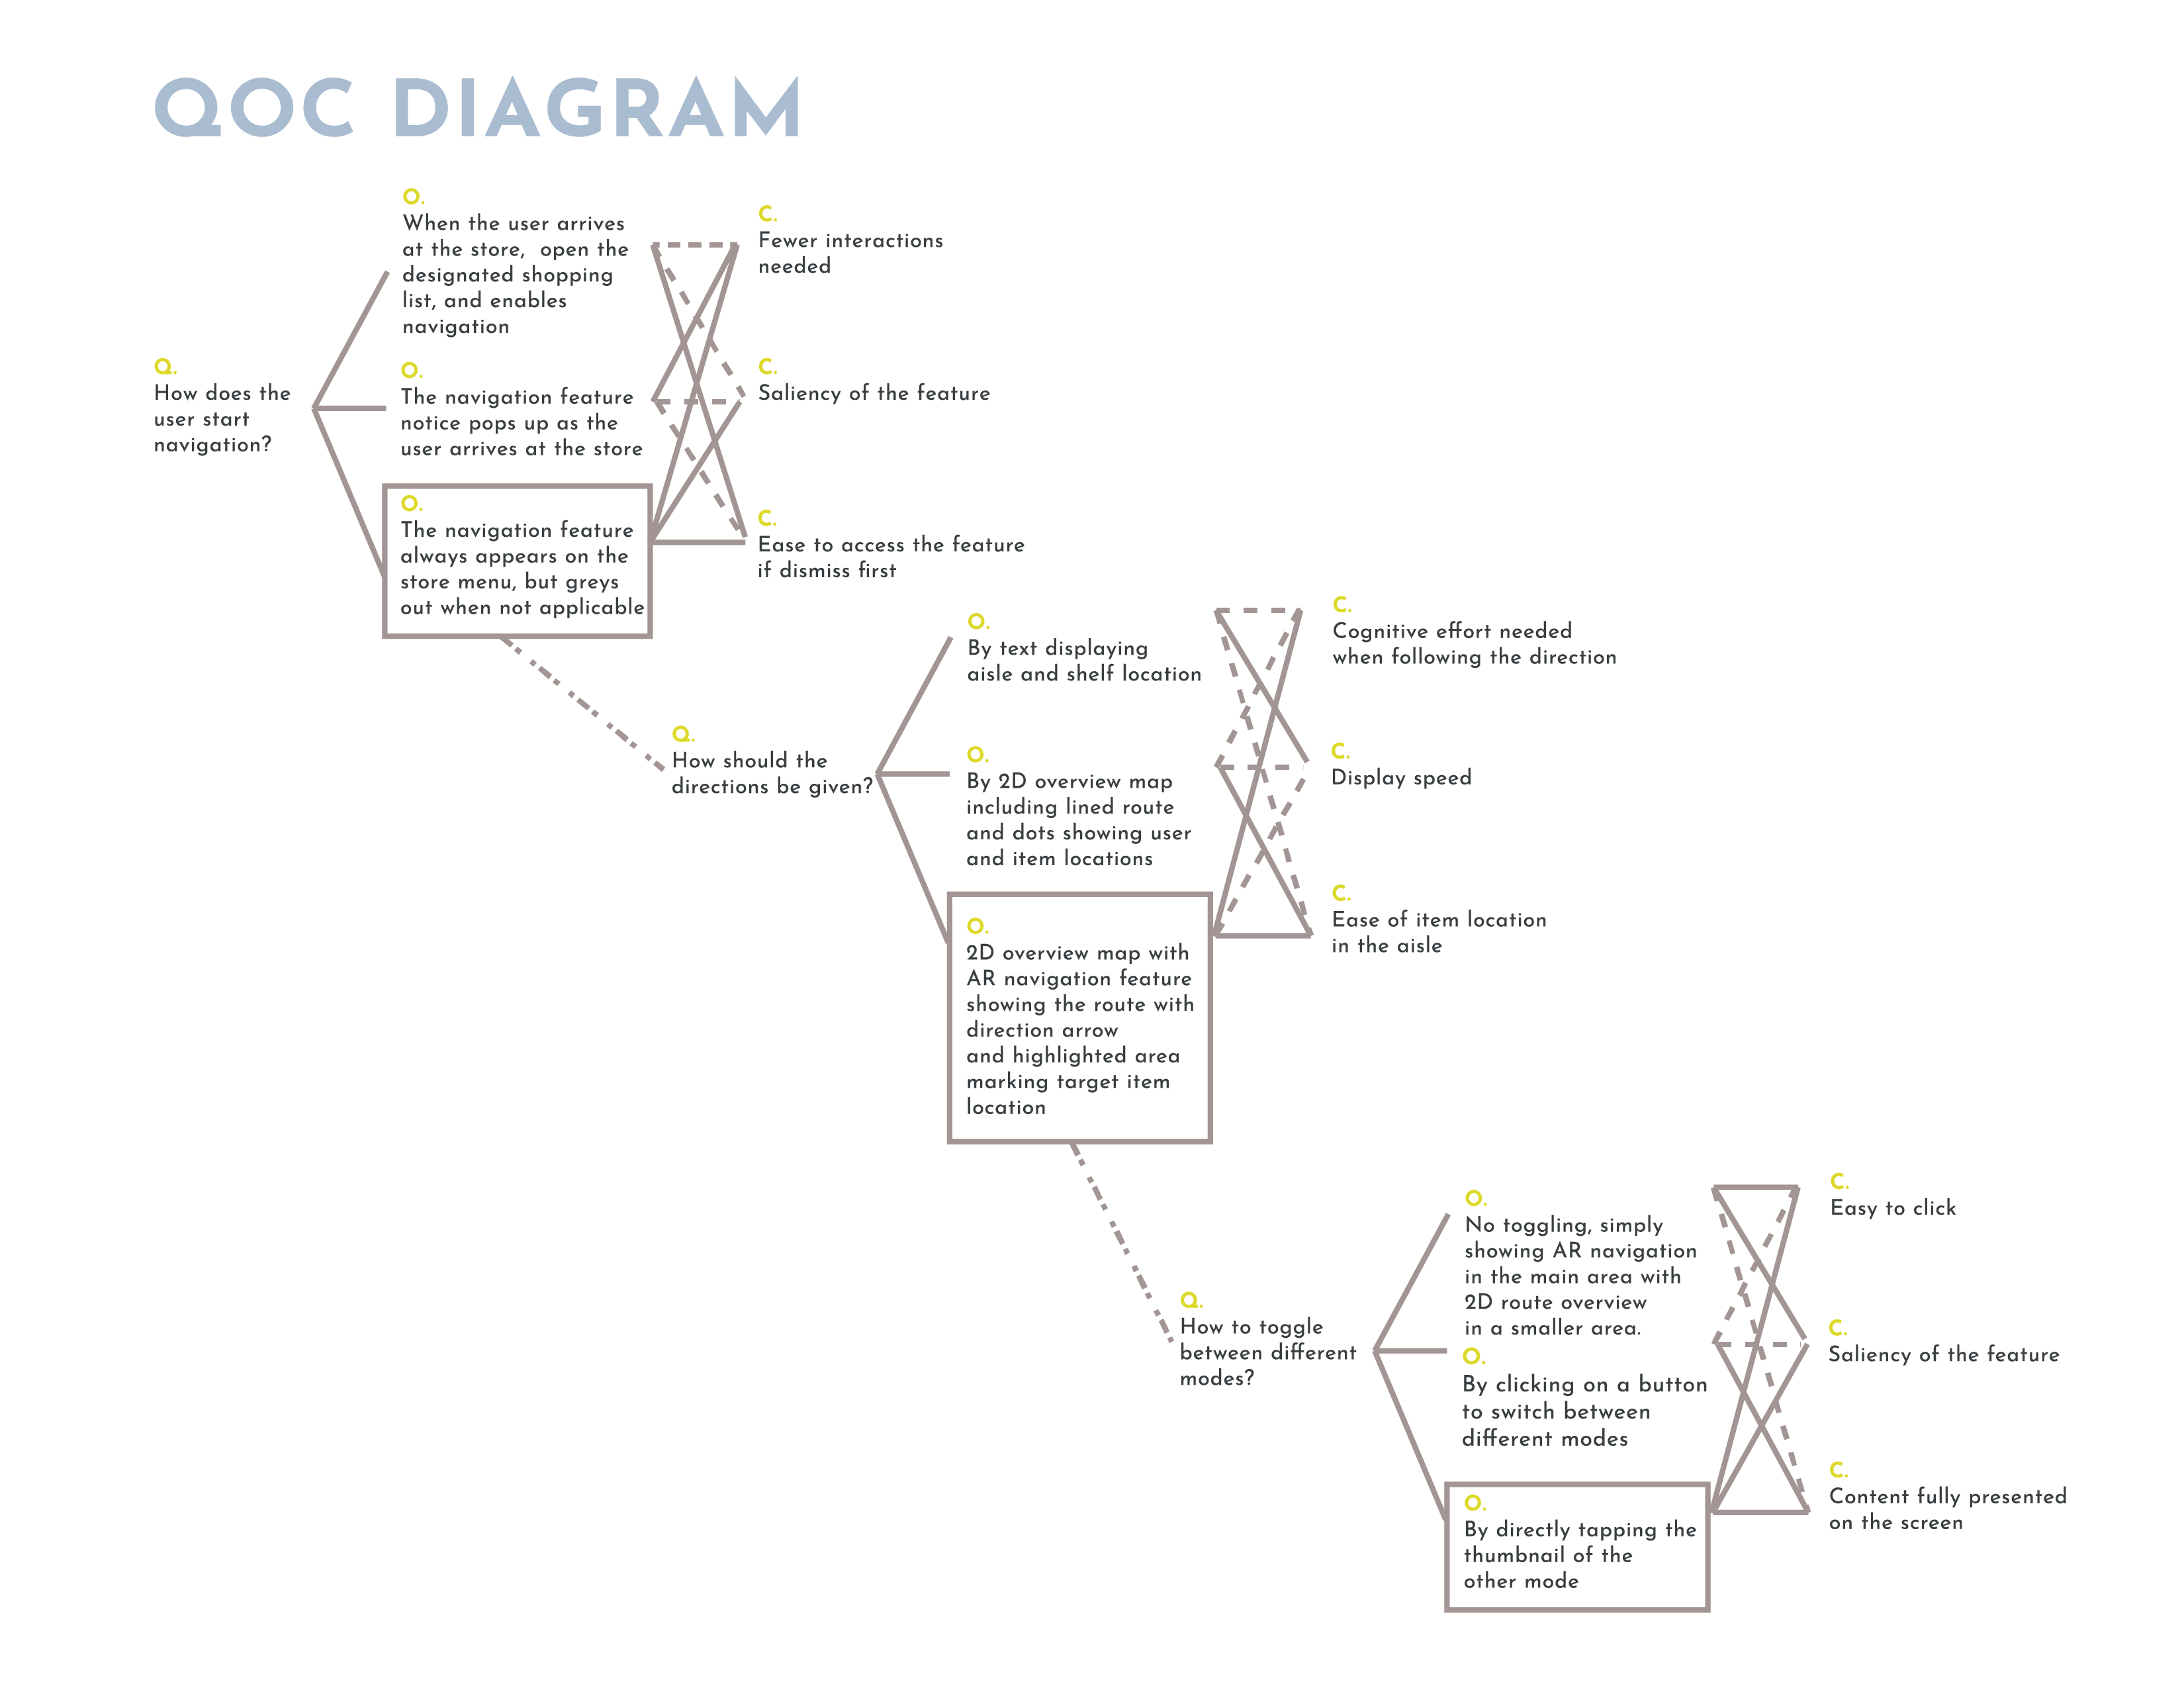 QOC DIAGRAM
Q.
How does the
user start
navigation?
O.
When the user arrives
at the store,  open the
designated shopping
list, and enables
navigation
O.
The navigation feature
notice pops up as the
user arrives at the store
O.
The navigation feature
always appears on the
store menu, but greys
out when not applicable
C.
Fewer interactions
needed
C.
Saliency of the feature
C.
Ease to access the feature
if dismiss first
Q.
How should the
directions be given?
O.
By text displaying
aisle and shelf location
O.
By 2D overview map
including lined route
and dots showing user
and item locations
O.
2D overview map with
AR navigation feature
showing the route with
direction arrow
and highlighted area
marking target item
location
C.
Cognitive effort needed
when following the direction
C.
Display speed
C.
Ease of item location
in the aisle
Q.
How to toggle
between different
modes?
O.
No toggling, simply
showing AR navigation
in the main area with
2D route overview
in a smaller area.
O.
By clicking on a button
to switch between
different modes
O.
By directly tapping the
thumbnail of the
other mode
C.
Easy to click
C.
Saliency of the feature
C.
Content fully presented
on the screen